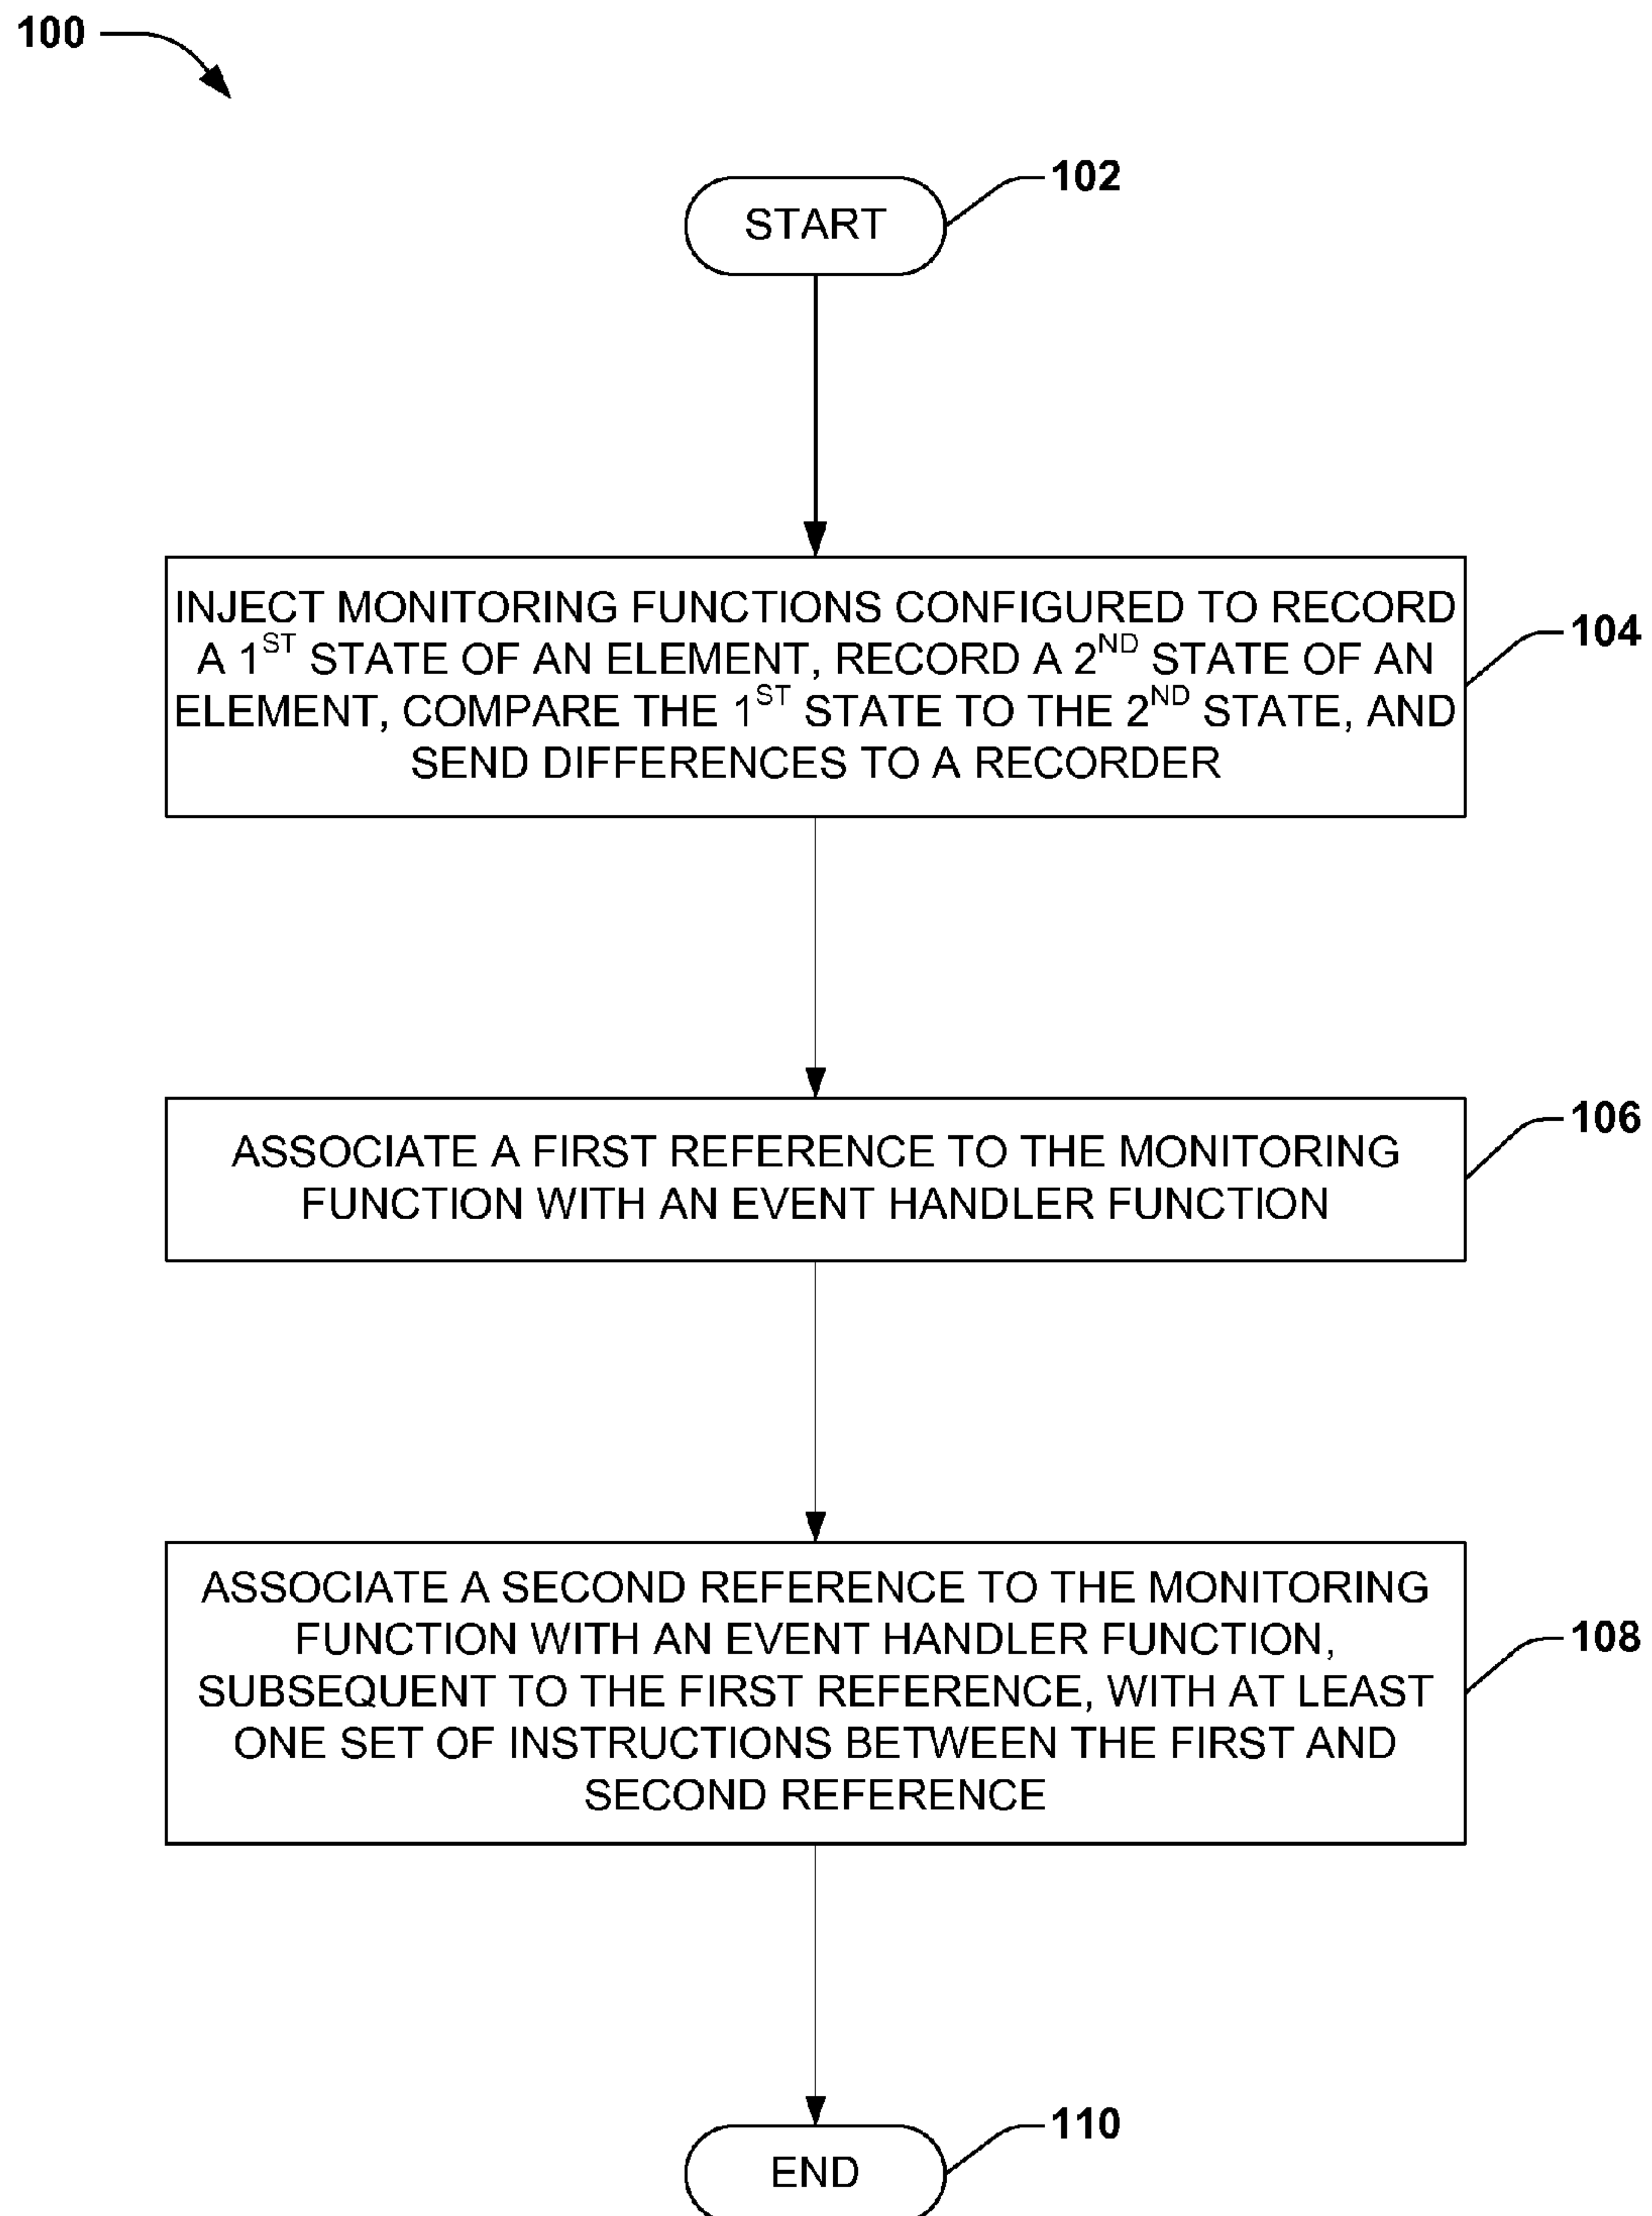 100
102
START
INJECT MONITORING FUNCTIONS CONFIGURED TO RECORD
A 1ST STATE OF AN ELEMENT, RECORD A 2ND STATE OF AN
ELEMENT, COMPARE THE 1ST STATE TO THE 2ND STATE, AND
SEND DIFFERENCES TO A RECORDER
104
ASSOCIATE A FIRST REFERENCE TO THE MONITORING
FUNCTION WITH AN EVENT HANDLER FUNCTION
106
ASSOCIATE A SECOND REFERENCE TO THE MONITORING
FUNCTION WITH AN EVENT HANDLER FUNCTION,
SUBSEQUENT TO THE FIRST REFERENCE, WITH AT LEAST
ONE SET OF INSTRUCTIONS BETWEEN THE FIRST AND
SECOND REFERENCE
108
110
END